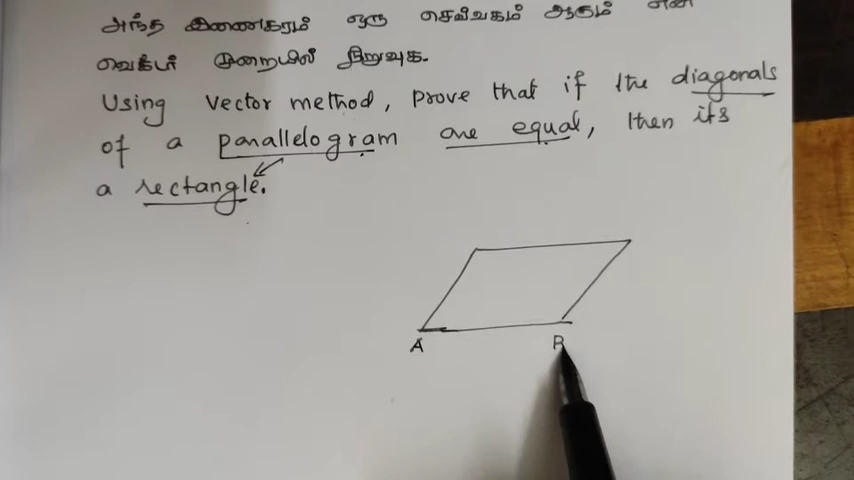 அந்த இணைகரம் ஒரு செவ்வகம் ஆகும் என
வெக்டர் முறையில் நிறுவுக.
Using vector method, prove that if the diagonals
of a parallelogram are equal, then its
a rectangle.
A B